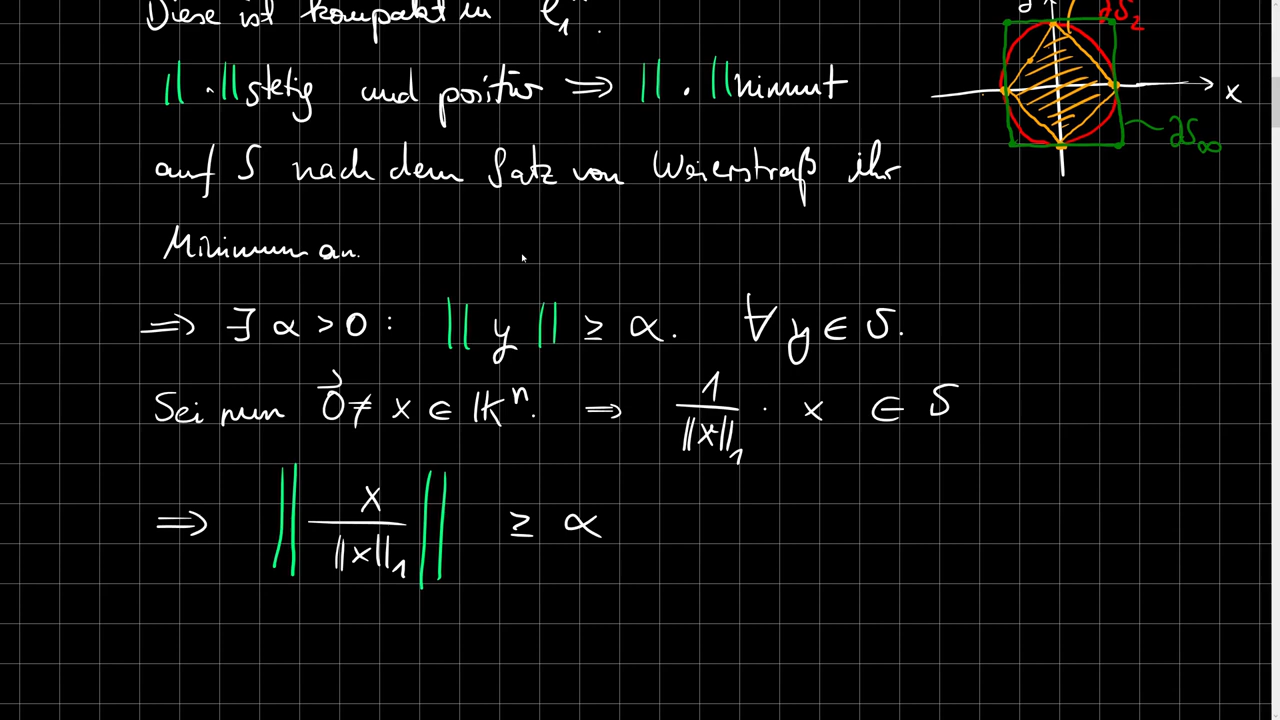 Diese ist kompakt in ℓ₁ⁿ.
‖·‖ stetig und positiv ⇒ ‖·‖ nimmt
auf S nach dem Satz von Weierstraß ihr
Minimum an.
⇒ ∃ α > 0 : ‖y‖ ≥ α. ∀ y ∈ S.
Sei nun 0⃗ ≠ x ∈ 𝕂ⁿ. ⇒ 1/‖x‖₁ · x ∈ S
⇒ ‖x/‖x‖₁‖ ≥ α
∂S₂
x
∂S∞